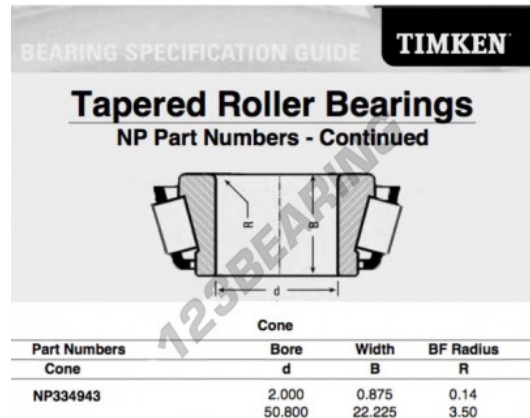 BEARING SPECIFICATION GUIDE
TIMKEN
Tapered Roller Bearings
NP Part Numbers - Continued
R
B
d
123BEARING
Cone
Part Numbers Bore Width BF Radius
Cone d B R
NP334943 2.000 0.875 0.14
50.800 22.225 3.50